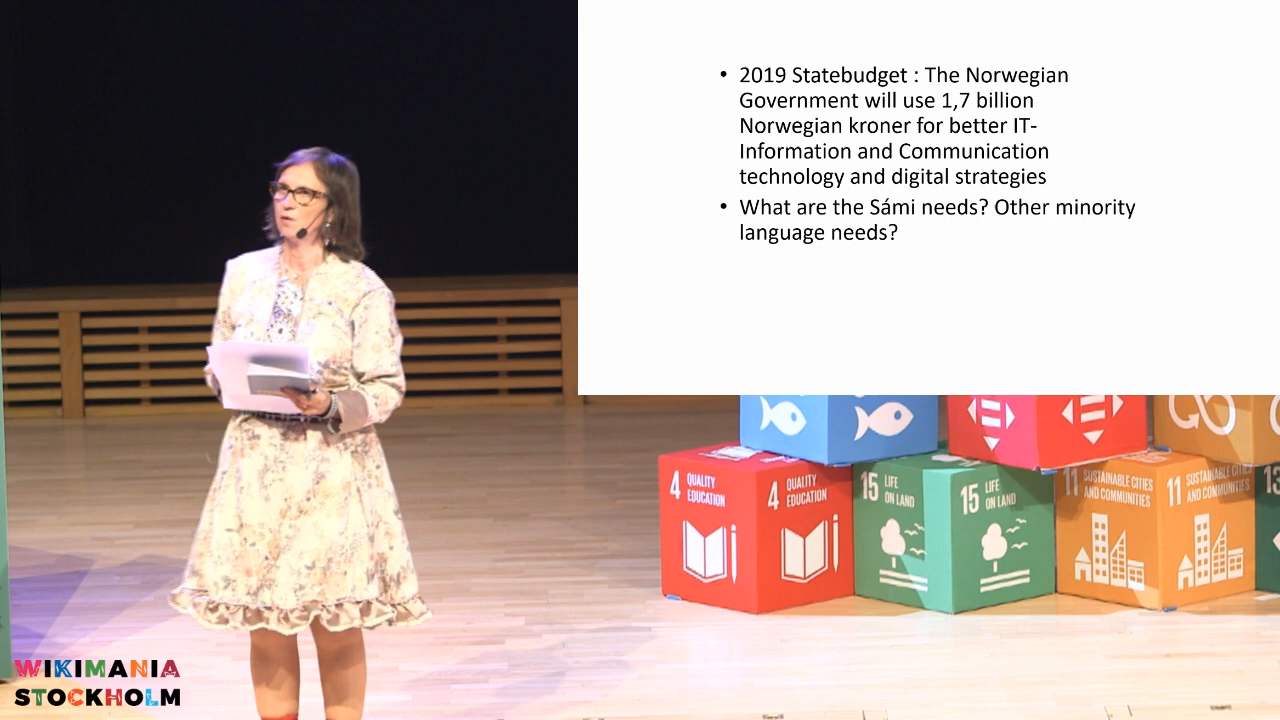 • 2019 Statebudget : The Norwegian
Government will use 1,7 billion
Norwegian kroner for better IT-
Information and Communication
technology and digital strategies
• What are the Sámi needs? Other minority
language needs?
4 QUALITY
EDUCATION
4 QUALITY
EDUCATION
15 LIFE
ON LAND
15 LIFE
ON LAND
11 SUSTAINABLE CITIES
AND COMMUNITIES
11 SUSTAINABLE CITIES
AND COMMUNITIES
13
WIKIMANIA
STOCKHOLM